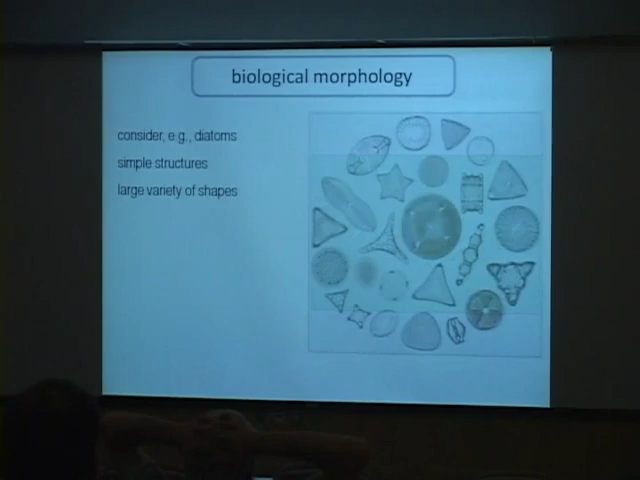 biological morphology
consider, e.g., diatoms
simple structures
large variety of shapes